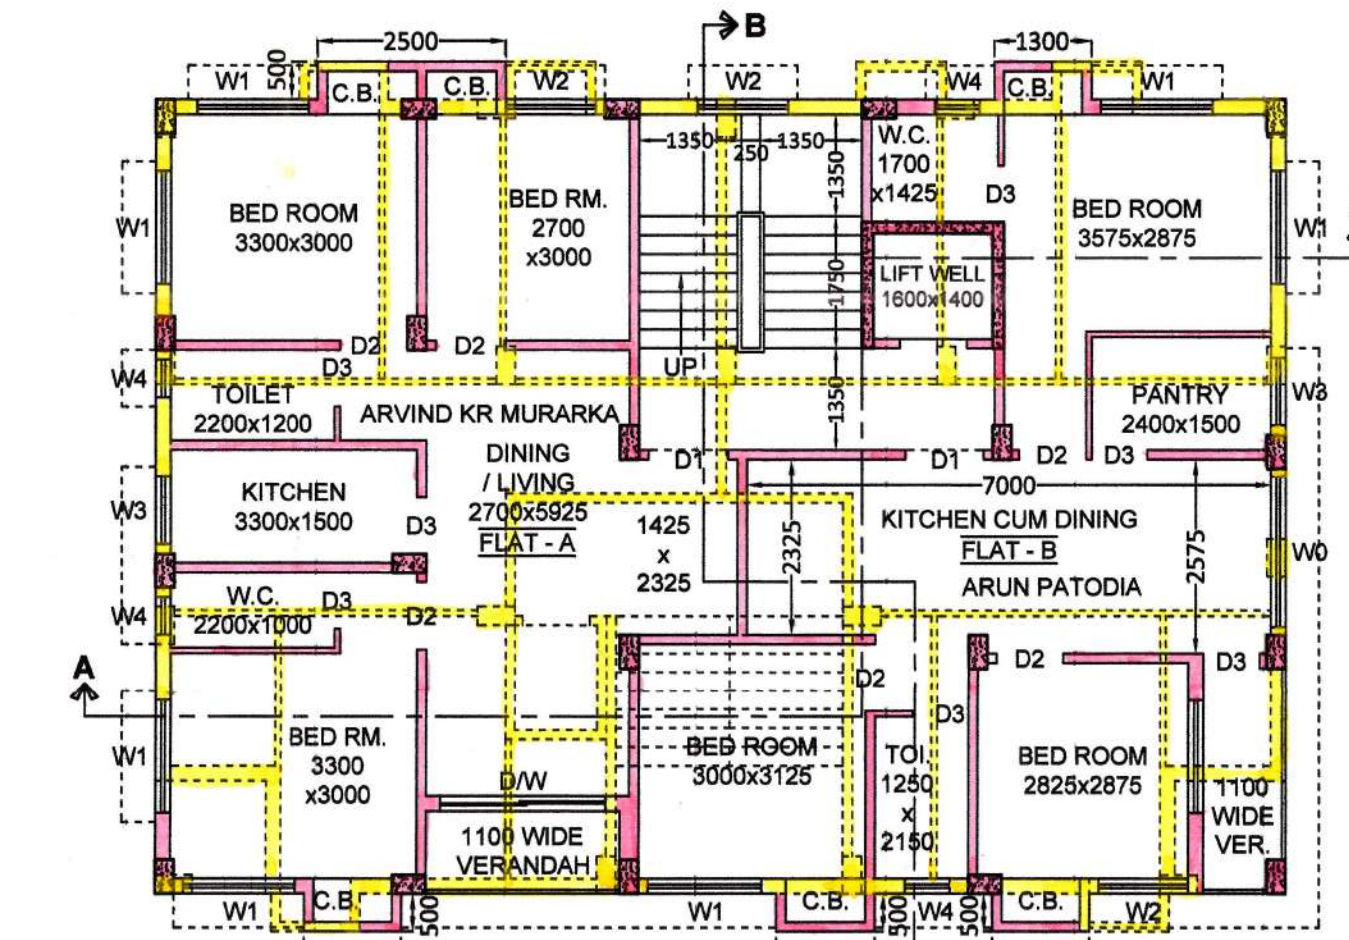 B
2500
1300
500
W1
C.B.
C.B.
W2
W2
W4
C.B.
W1
1350
250
1350
1350
W.C.
1700
x1425
D3
W1
BED ROOM
3300x3000
BED RM.
2700
x3000
BED ROOM
3575x2875
W1
1750
LIFT WELL
1600x1400
D2
D2
D3
UP
W4
TOILET
2200x1200
ARVIND KR MURARKA
1350
PANTRY
2400x1500
W3
DINING
/ LIVING
2700x5925
FLAT - A
D1
D1
D2
D3
7000
W3
KITCHEN
3300x1500
D3
1425
x
2325
2325
KITCHEN CUM DINING
FLAT - B
ARUN PATODIA
2575
W0
W.C.
2200x1000
D3
D2
W4
A
D2
D2
D3
W1
BED RM.
3300
x3000
D/W
BED ROOM
3000x3125
D3
TOI.
1250
x
2150
BED ROOM
2825x2875
1100
WIDE
VER.
1100 WIDE
VERANDAH
W1
C.B.
500
W1
C.B.
500
W4
500
C.B.
W2